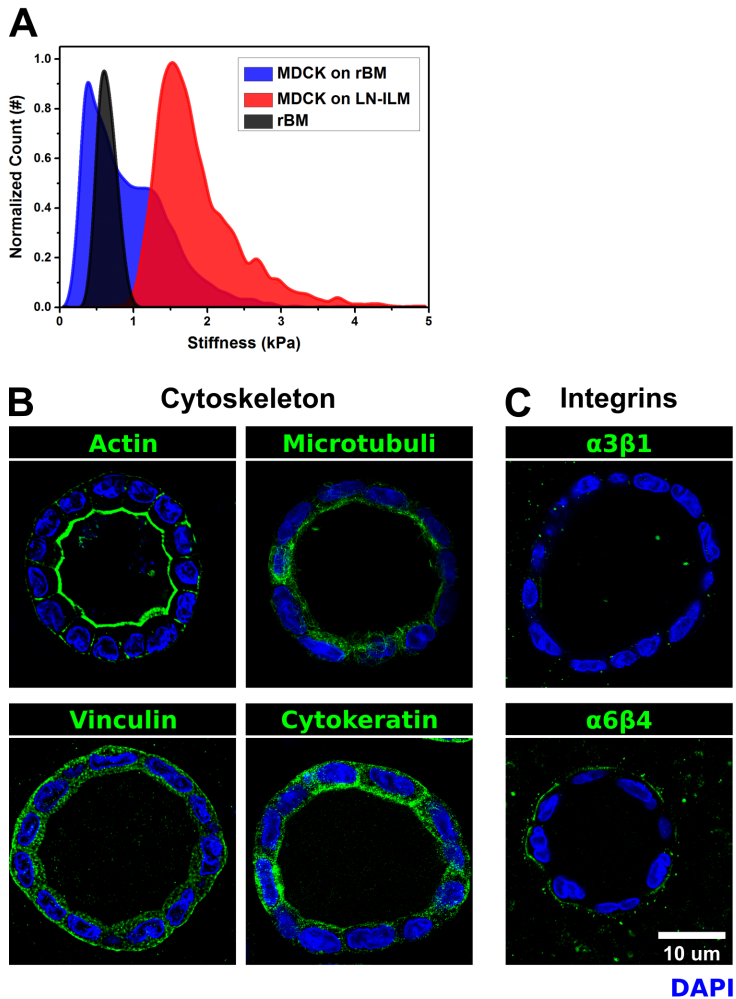 A
Normalized Count (#)
1.0
0.8
0.6
0.4
0.2
0.0
MDCK on rBM
MDCK on LN-ILM
rBM
0 1 2 3 4 5
Stiffness (kPa)
B Cytoskeleton
Actin Microtubuli
Vinculin Cytokeratin
C Integrins
α3β1
α6β4
10 um
DAPI